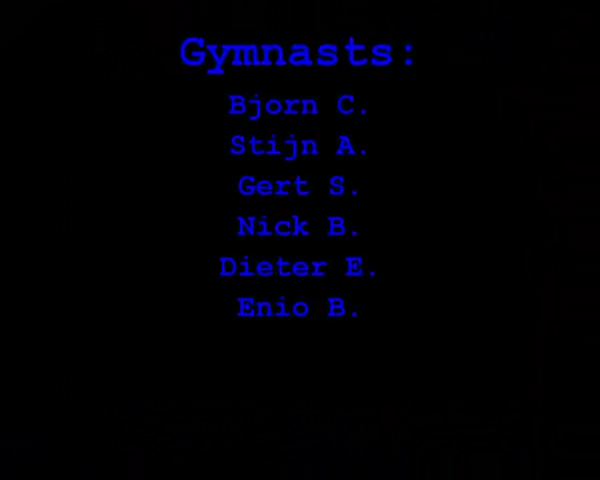 Gymnasts:
Bjorn C.
Stijn A.
Gert S.
Nick B.
Dieter E.
Enio B.